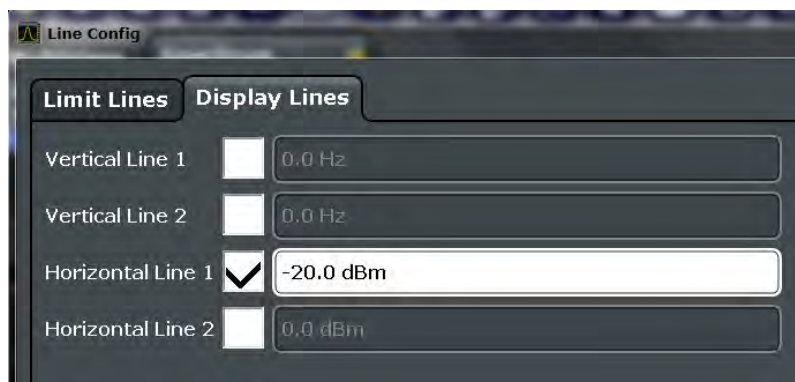 Line Config
Limit Lines
Display Lines
Vertical Line 1
0.0 Hz
Vertical Line 2
0.0 Hz
Horizontal Line 1
-20.0 dBm
Horizontal Line 2
0.0 dBm